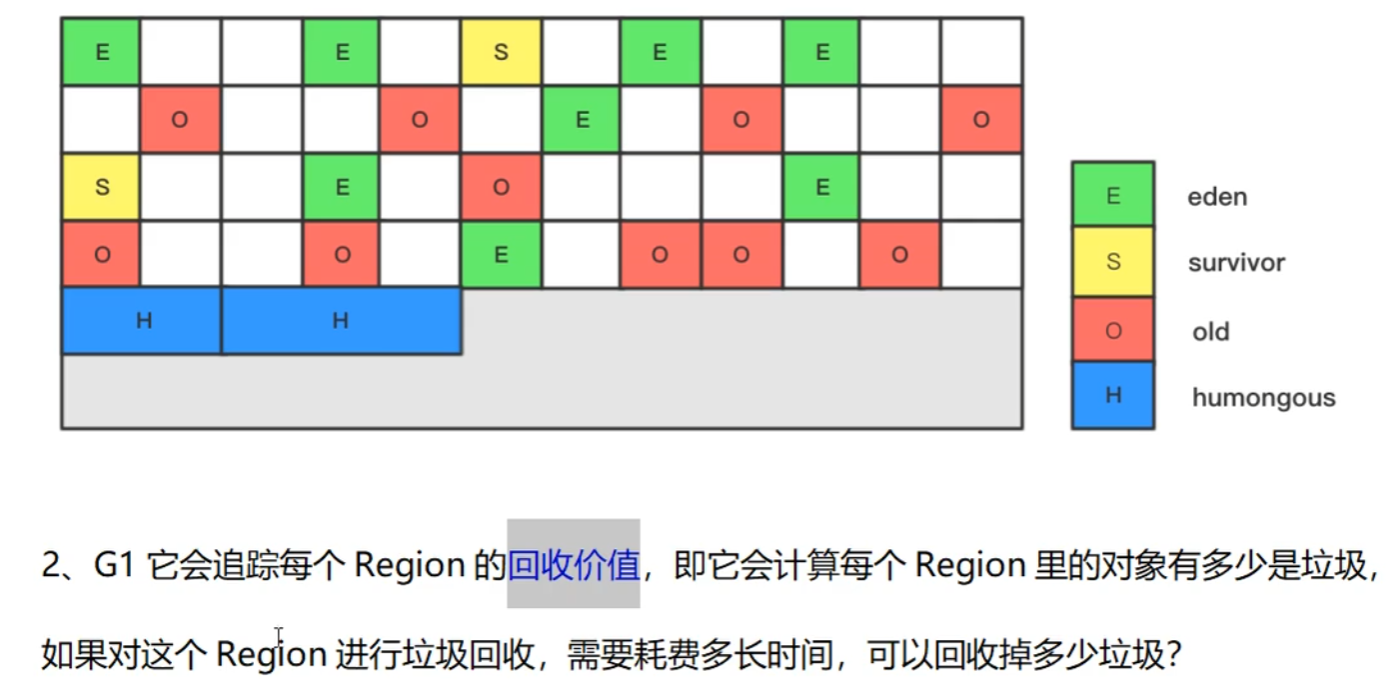 E E S E E
O O E O O
S E O E
O O E O O O
H H
E eden
S survivor
O old
H humongous
2、G1 它会追踪每个 Region 的回收价值，即它会计算每个 Region 里的对象有多少是垃圾，
如果对这个 Region 进行垃圾回收，需要耗费多长时间，可以回收掉多少垃圾？